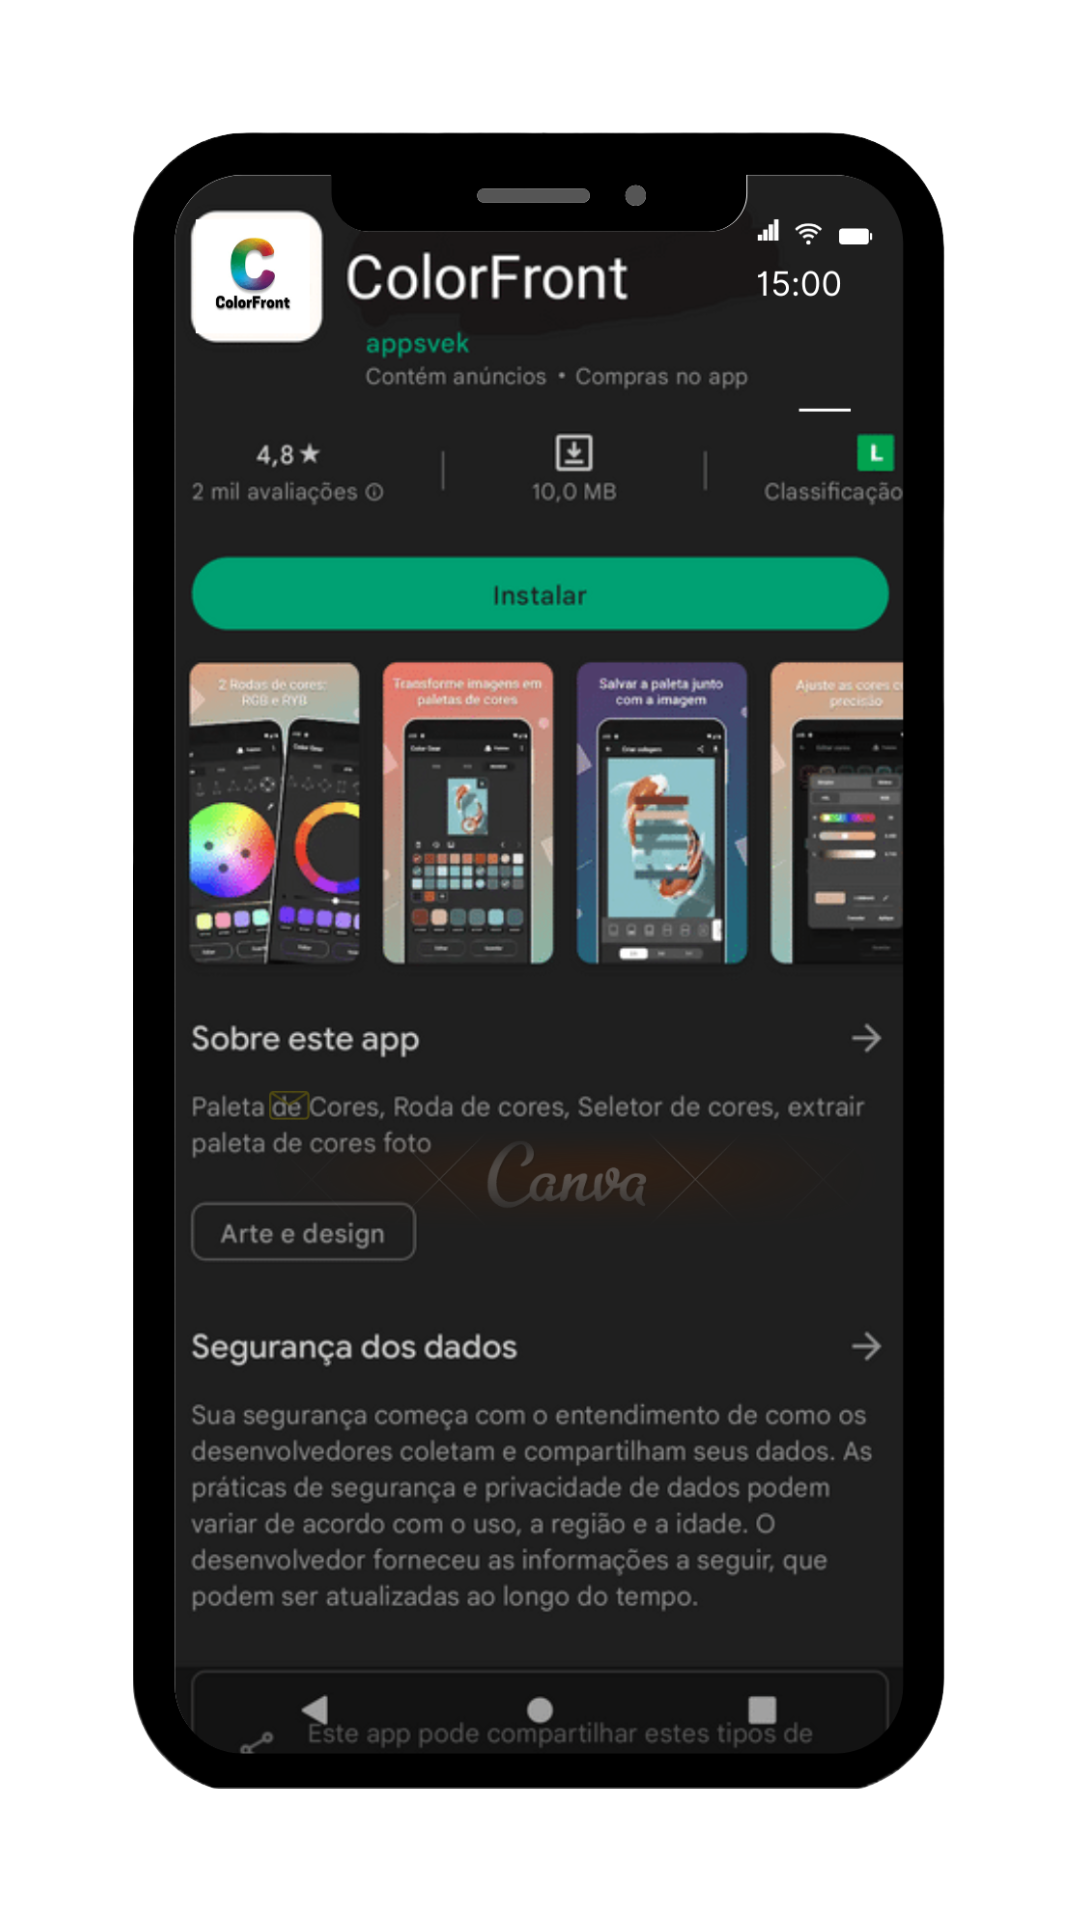 C
ColorFront
ColorFront
15:00
appsvek
Contém anúncios • Compras no app
4,8★
2 mil avaliações
10,0 MB
L
Classificação
Instalar
2 Rodas de cores:
RGB e RYB
Transforme imagens em
paletas de cores
Color Gear
Salvar a paleta junto
com a imagem
Criar colagem
Ajuste as cores c
precisão
Sobre este app
Paleta de Cores, Roda de cores, Seletor de cores, extrair
paleta de cores foto
Canva
Arte e design
Segurança dos dados
Sua segurança começa com o entendimento de como os
desenvolvedores coletam e compartilham seus dados. As
práticas de segurança e privacidade de dados podem
variar de acordo com o uso, a região e a idade. O
desenvolvedor forneceu as informações a seguir, que
podem ser atualizadas ao longo do tempo.
Este app pode compartilhar estes tipos de